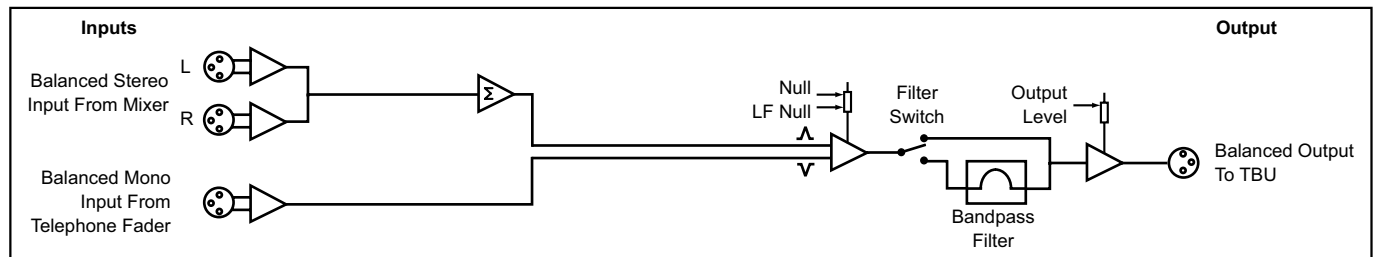 Inputs
Output
L
Balanced Stereo
Input From Mixer
R
Σ
Null
LF Null
Filter
Switch
Output
Level
Balanced Output
To TBU
Balanced Mono
Input From
Telephone Fader
Bandpass
Filter